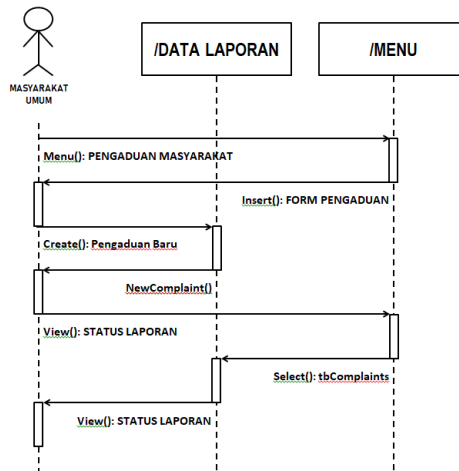 /DATA LAPORAN
/MENU
MASYARAKAT
UMUM
Menu(): PENGADUAN MASYARAKAT
Insert(): FORM PENGADUAN
Create(): Pengaduan Baru
NewComplaint()
View(): STATUS LAPORAN
Select(): tbComplaints
View(): STATUS LAPORAN